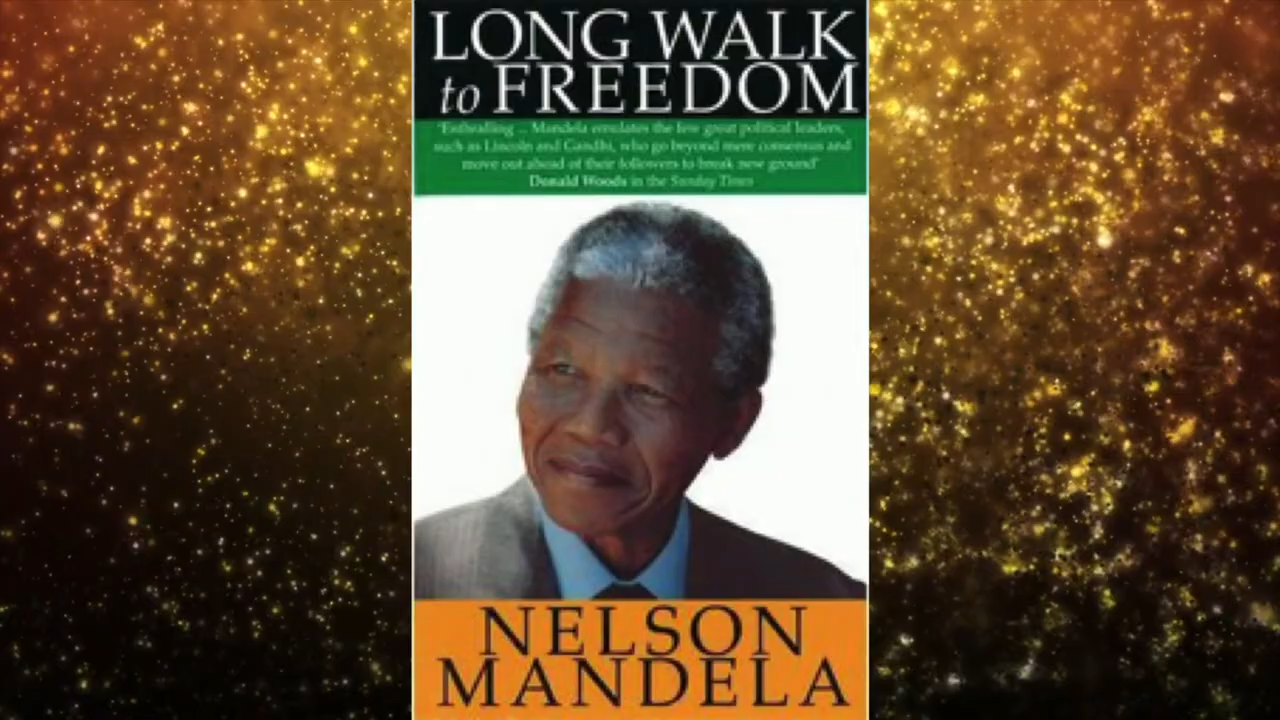 LONG WALK
to FREEDOM
'Enthralling ... Mandela emulates the few great political leaders,
such as Lincoln and Gandhi, who go beyond mere consensus and
move out ahead of their followers to break new ground'
Donald Woods in the Sunday Times
NELSON
MANDELA